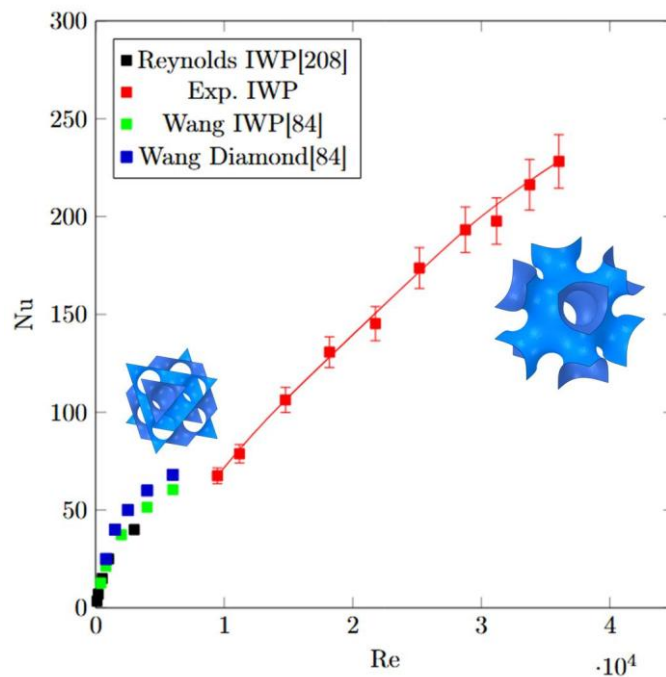 300
Reynolds IWP[208]
Exp. IWP
Wang IWP[84]
Wang Diamond[84]
250
200
150
100
50
0
Nu
0 1 2 3 4
Re
·10⁴